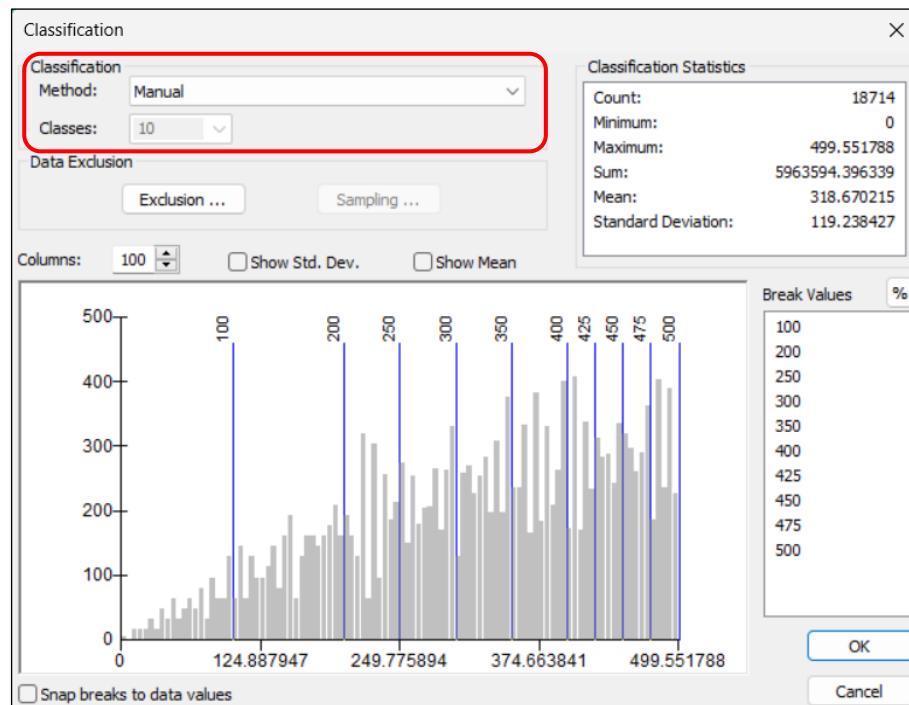 Classification
Classification
Method: Manual
Classes: 10
Classification Statistics
Count: 18714
Minimum: 0
Maximum: 499.551788
Sum: 5963594.396339
Mean: 318.670215
Standard Deviation: 119.238427
Data Exclusion
Exclusion ...
Sampling ...
Columns: 100
Show Std. Dev.
Show Mean
Break Values %
100
200
250
300
350
400
425
450
475
500
500
400
300
200
100
0
100 200 250 300 350 400 425 450 475 500
0 124.887947 249.775894 374.663841 499.551788
OK
Snap breaks to data values
Cancel